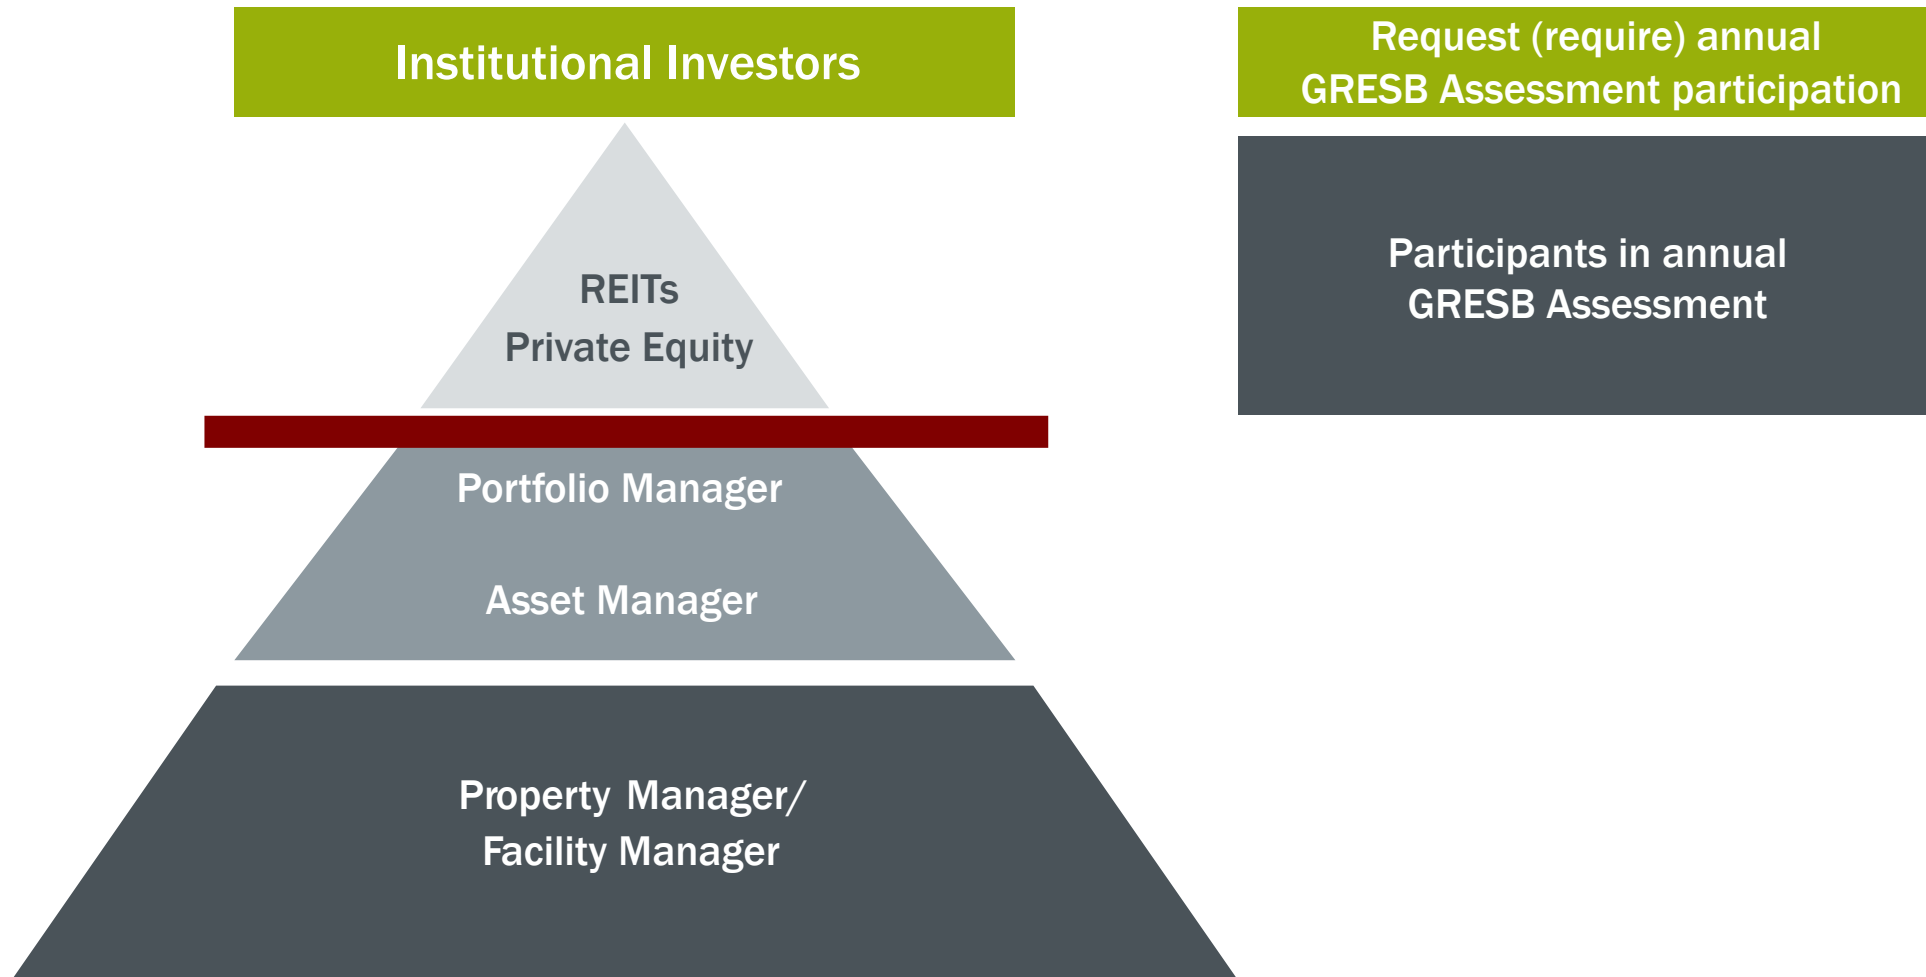 Institutional Investors
Request (require) annual
GRESB Assessment participation
REITs
Private Equity
Participants in annual
GRESB Assessment
Portfolio Manager
Asset Manager
Property Manager/
Facility Manager